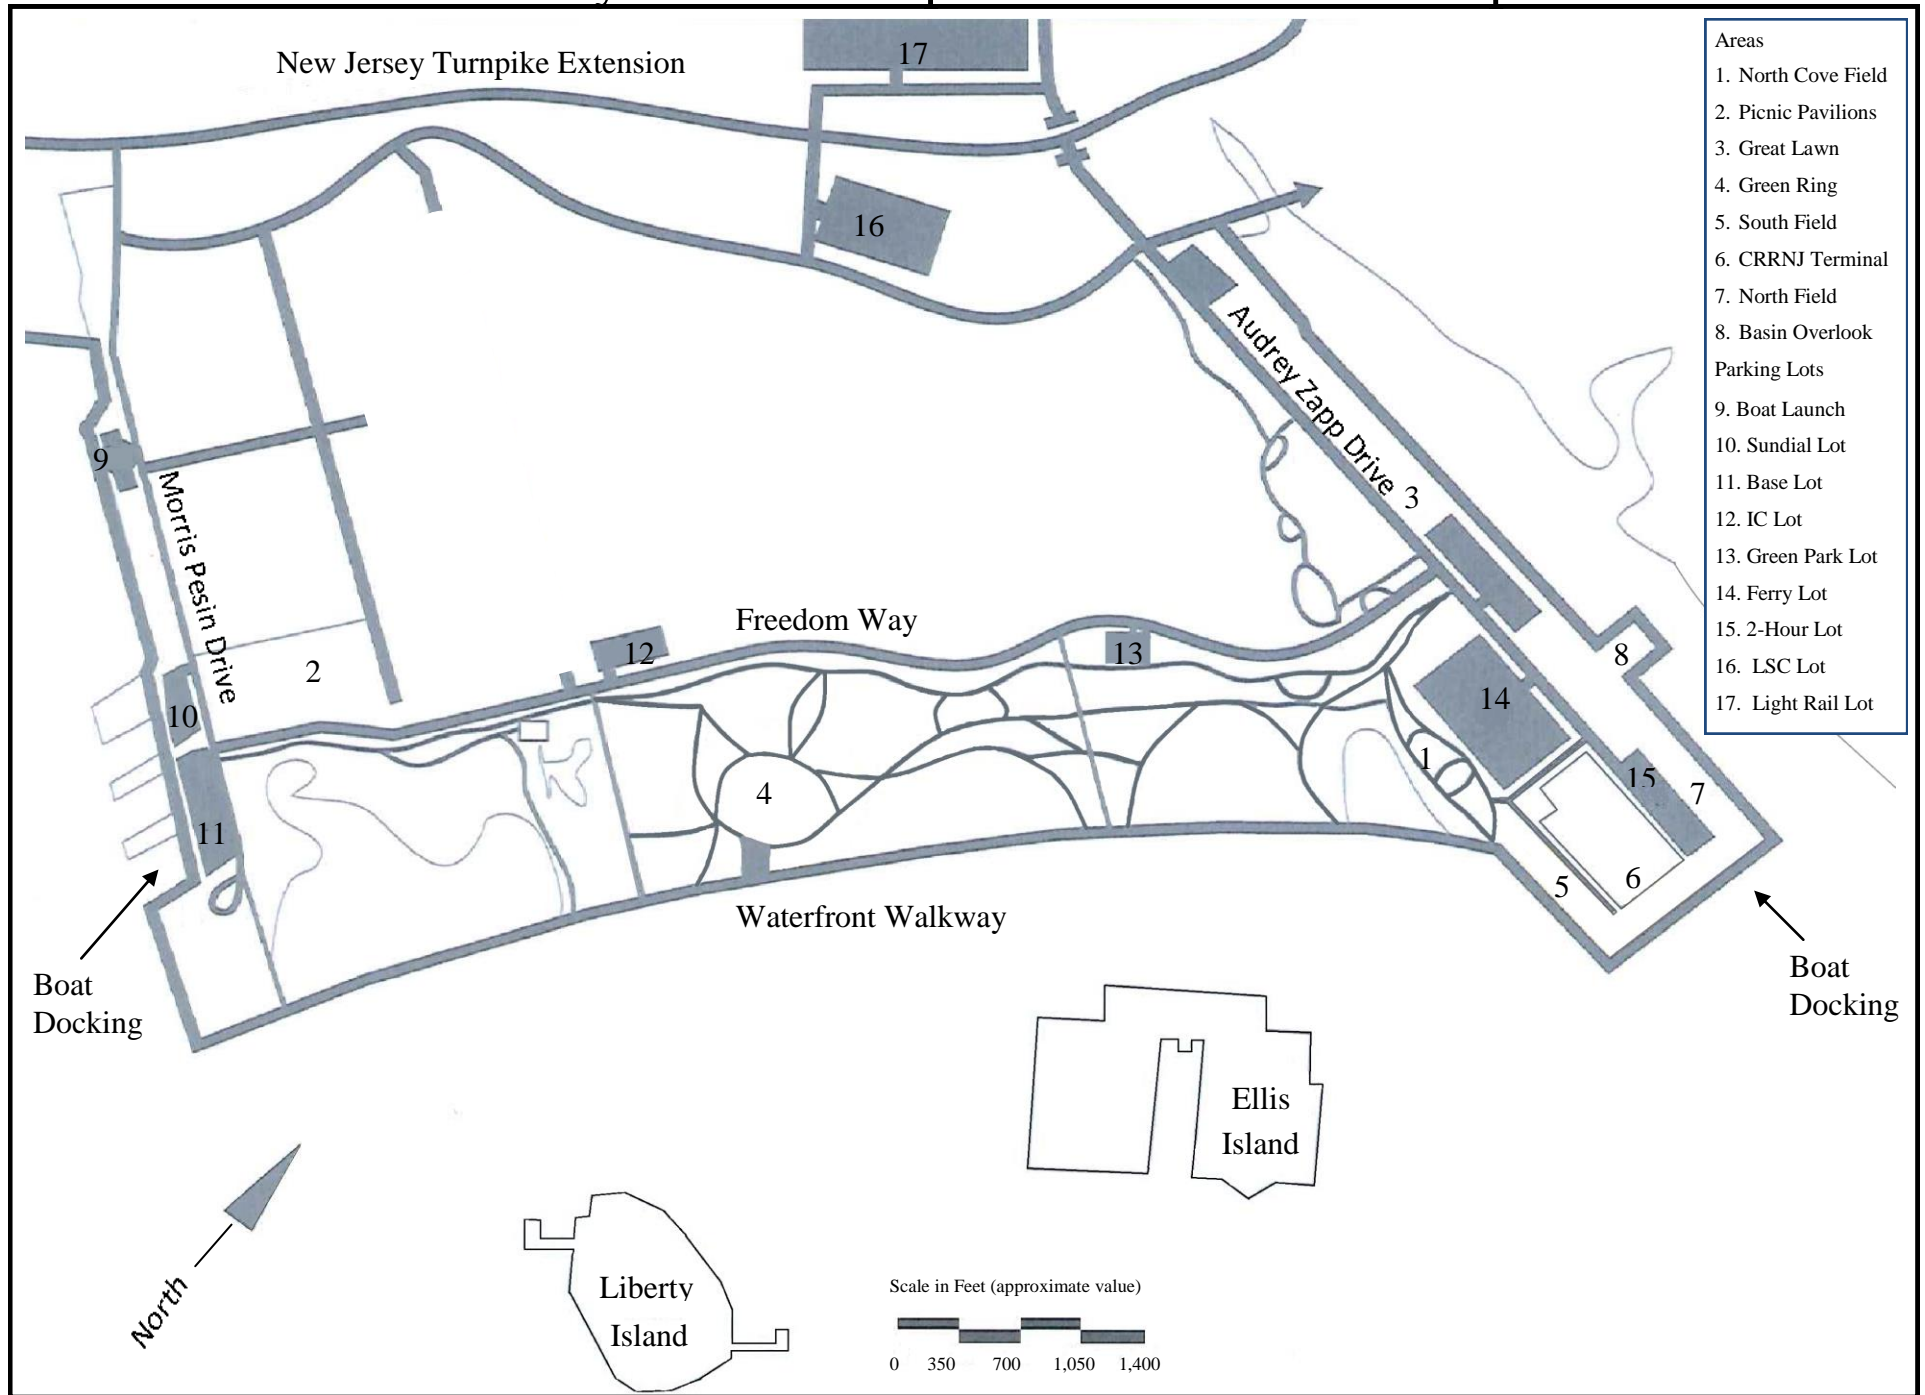 New Jersey Turnpike Extension
17
16
Audrey Zapp Drive
3
9
Morris Pesin Drive
2
10
11
12
Freedom Way
13
8
14
1
15
7
4
5
6
Waterfront Walkway
Boat
Docking
Boat
Docking
Ellis
Island
Liberty
Island
North
Scale in Feet (approximate value)
0 350 700 1,050 1,400
Areas
1. North Cove Field
2. Picnic Pavilions
3. Great Lawn
4. Green Ring
5. South Field
6. CRRNJ Terminal
7. North Field
8. Basin Overlook
Parking Lots
9. Boat Launch
10. Sundial Lot
11. Base Lot
12. IC Lot
13. Green Park Lot
14. Ferry Lot
15. 2-Hour Lot
16. LSC Lot
17. Light Rail Lot